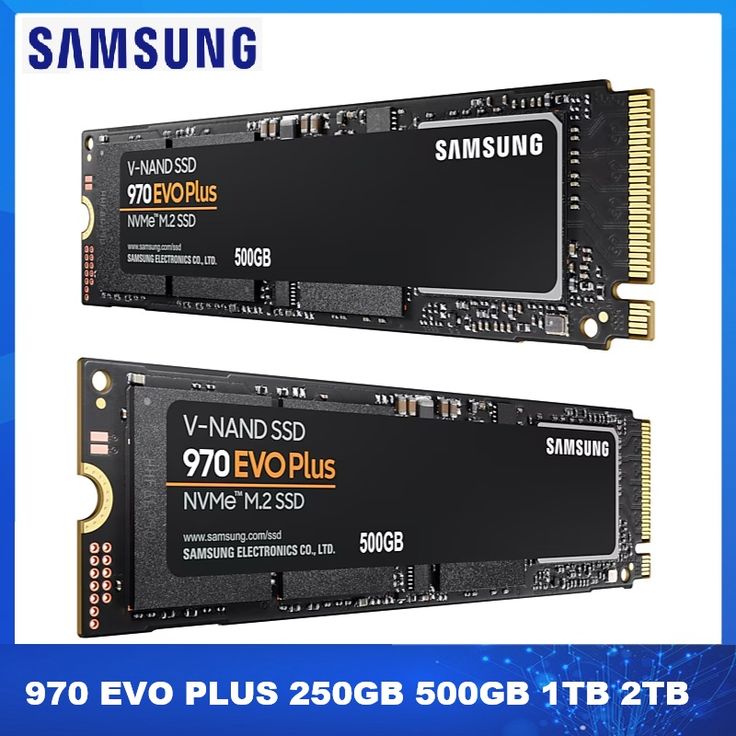 SAMSUNG
SAMSUNG
V-NAND SSD
970 EVO Plus
NVMe™ M.2 SSD
www.samsung.com/ssd
SAMSUNG ELECTRONICS CO., LTD.
500GB
V-NAND SSD
SAMSUNG
970 EVO Plus
NVMe™ M.2 SSD
www.samsung.com/ssd
SAMSUNG ELECTRONICS CO., LTD.
500GB
970 EVO PLUS 250GB 500GB 1TB 2TB